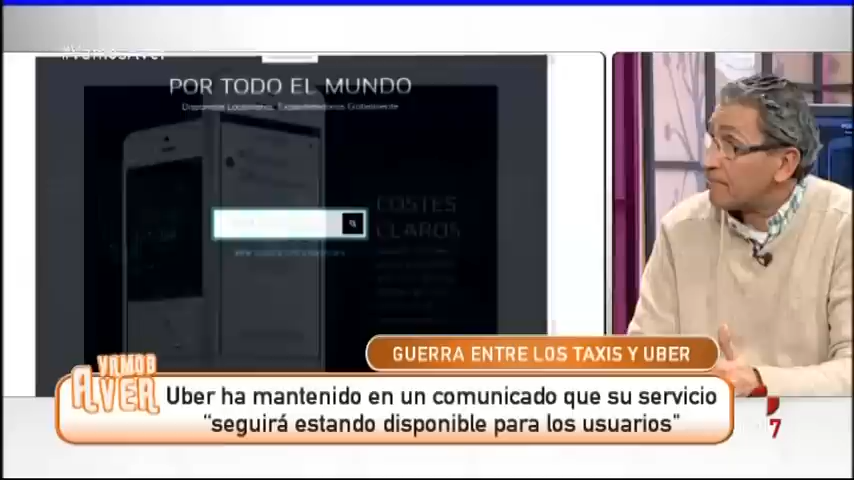 #VamosAver
POR TODO EL MUNDO
COSTES
CLAROS
GUERRA ENTRE LOS TAXIS Y UBER
VAMOS
A VER
Uber ha mantenido en un comunicado que su servicio
"seguirá estando disponible para los usuarios"
7